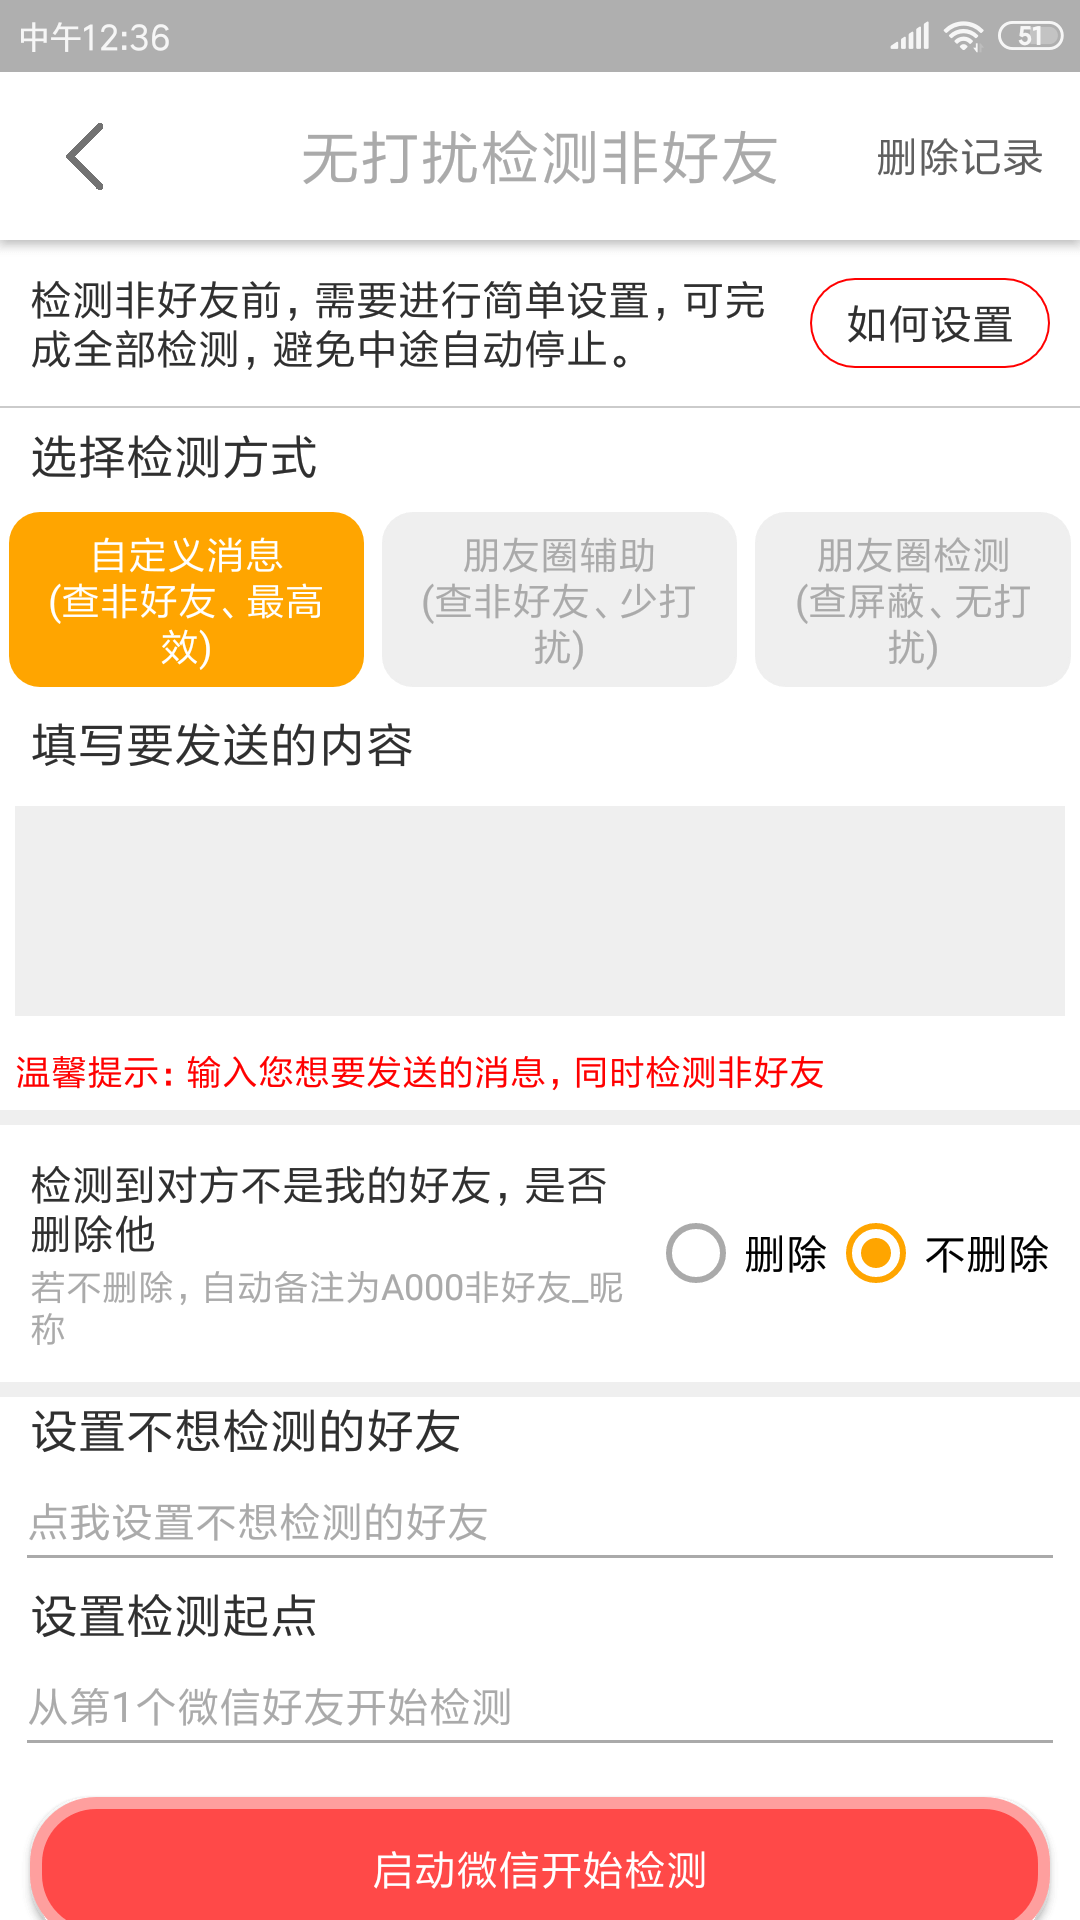 中午12:36
51
无打扰检测非好友
删除记录
检测非好友前，需要进行简单设置，可完
成全部检测，避免中途自动停止。
如何设置
选择检测方式
自定义消息
(查非好友、最高
效)
朋友圈辅助
(查非好友、少打
扰)
朋友圈检测
(查屏蔽、无打
扰)
填写要发送的内容
温馨提示：输入您想要发送的消息，同时检测非好友
检测到对方不是我的好友，是否
删除他
若不删除，自动备注为A000非好友_昵
称
删除
不删除
设置不想检测的好友
点我设置不想检测的好友
设置检测起点
从第1个微信好友开始检测
启动微信开始检测